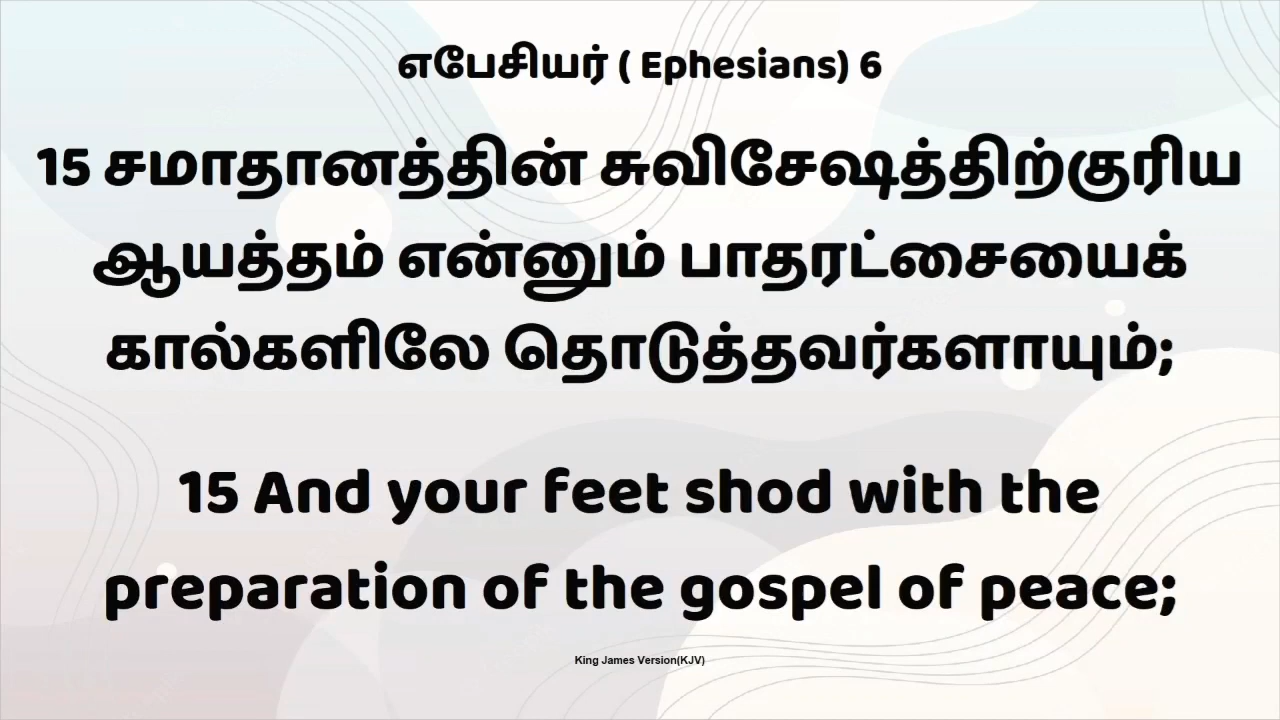 எபேசியர் ( Ephesians) 6
15 சமாதானத்தின் சுவிசேஷத்திற்குரிய
ஆயத்தம் என்னும் பாதரட்சையைக்
கால்களிலே தொடுத்தவர்களாயும்;
15 And your feet shod with the
preparation of the gospel of peace;
King James Version(KJV)